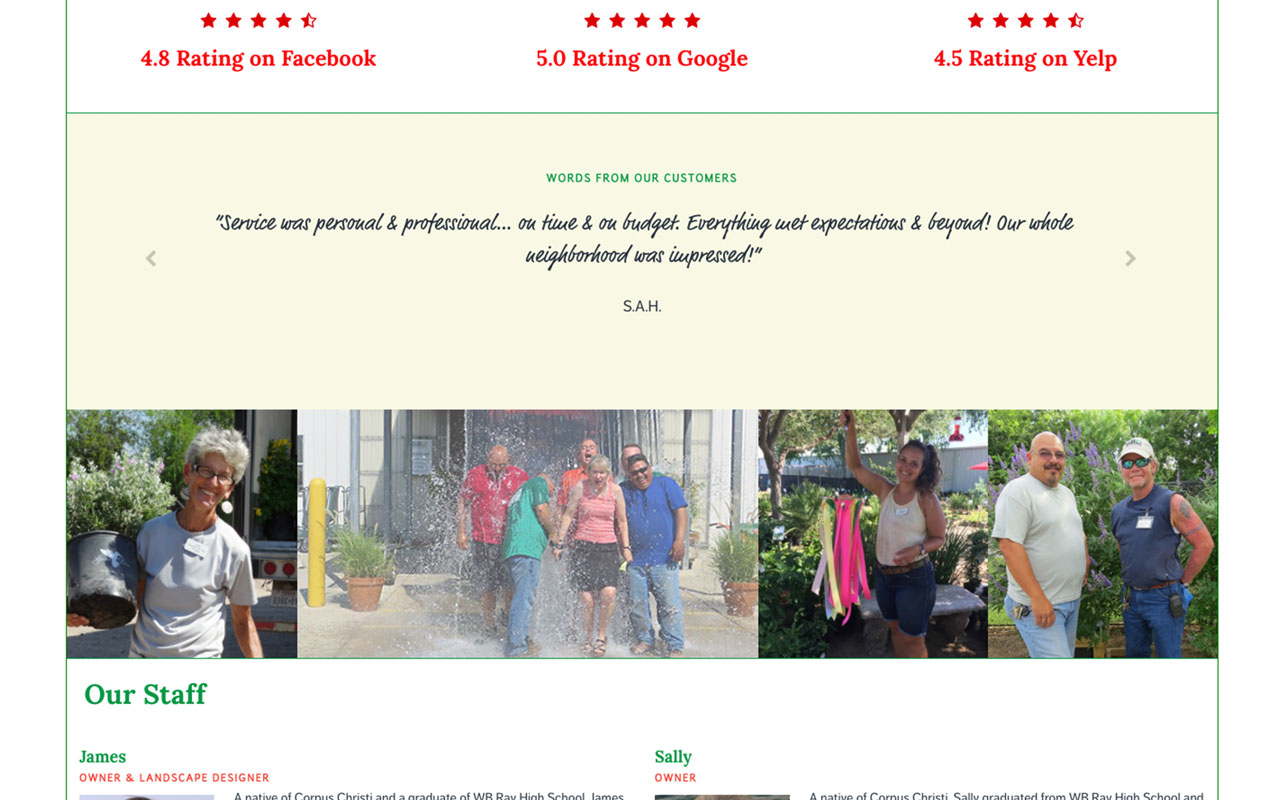 4.8 Rating on Facebook
5.0 Rating on Google
4.5 Rating on Yelp
WORDS FROM OUR CUSTOMERS
"Service was personal & professional... on time & on budget. Everything met expectations & beyond! Our whole
neighborhood was impressed!"
S.A.H.
Our Staff
James
OWNER & LANDSCAPE DESIGNER
A native of Corpus Christi and a graduate of WB Ray High School, James
Sally
OWNER
A native of Corpus Christi, Sally graduated from WB Ray High School and